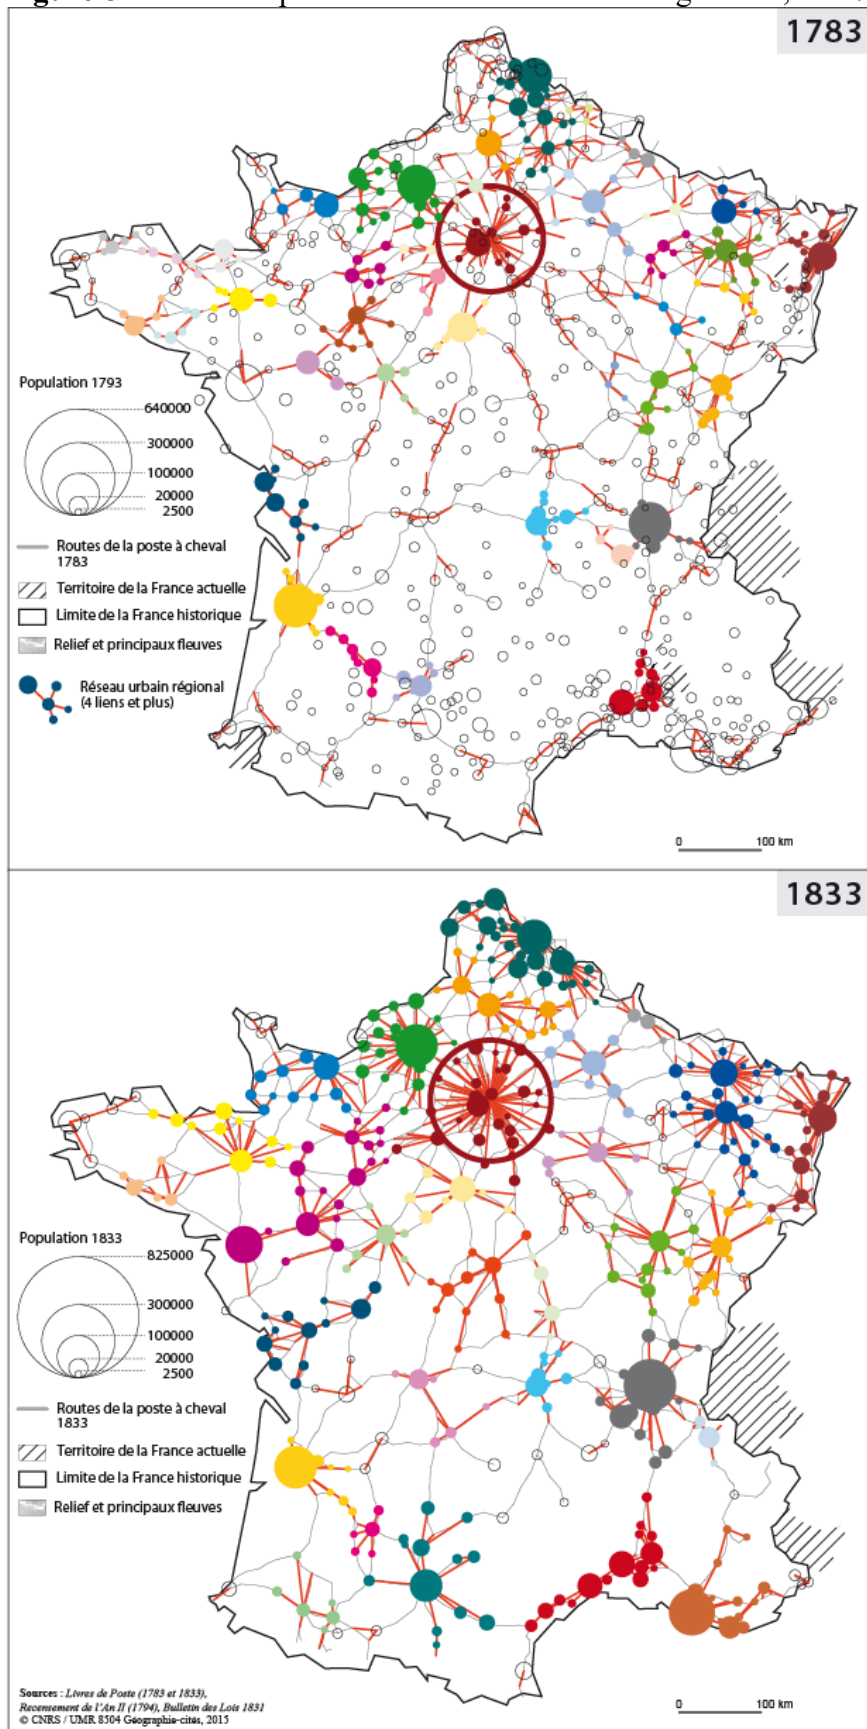 1783
Population 1793
640000
300000
100000
20000
2500
Routes de la poste à cheval
1783
Territoire de la France actuelle
Limite de la France historique
Relief et principaux fleuves
Réseau urbain régional
(4 liens et plus)
0 100 km
1833
Population 1833
825000
300000
100000
20000
2500
Routes de la poste à cheval
1833
Territoire de la France actuelle
Limite de la France historique
Relief et principaux fleuves
Sources : Livres de Poste (1783 et 1833),
Recensement de l'An II (1794), Bulletin des Lois 1831
© CNRS / UMR 8504 Géographie-cités, 2015
0 100 km